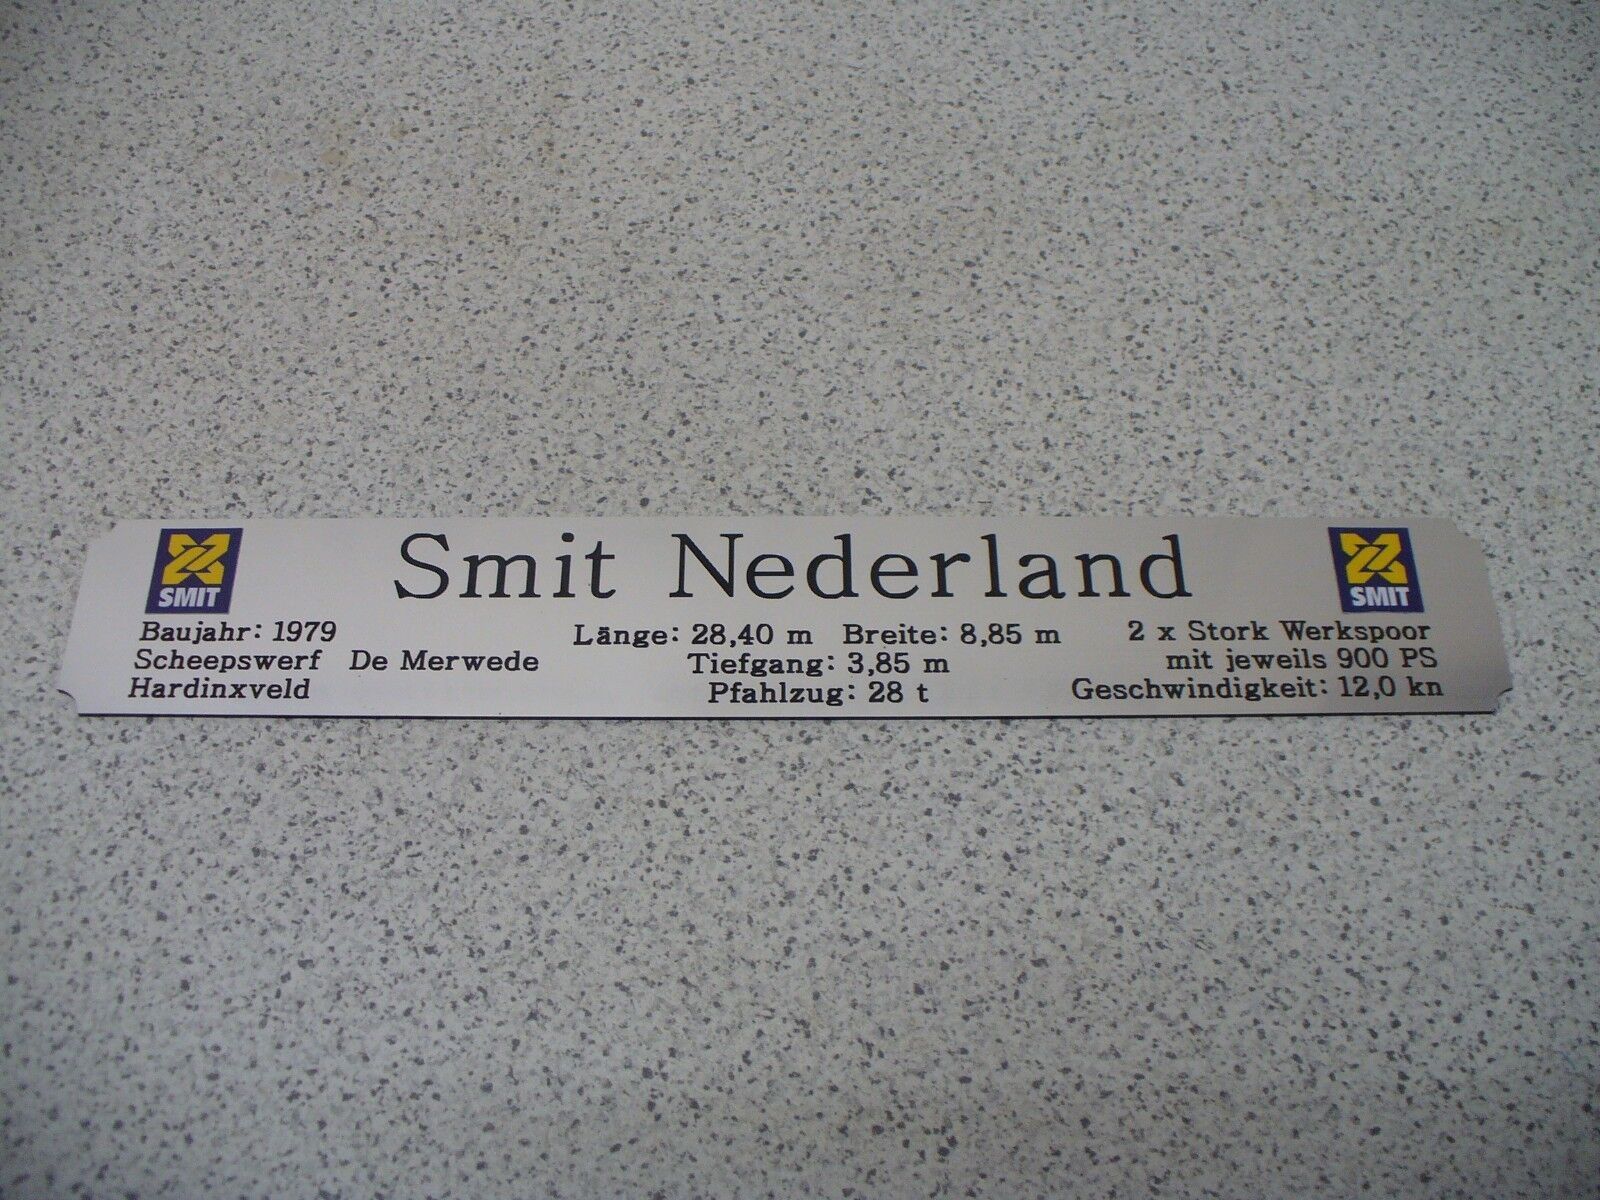 Smit Nederland
SMIT
SMIT
Baujahr: 1979
Scheepswerf De Merwede
Hardinxveld
Länge: 28,40 m Breite: 8,85 m
Tiefgang: 3,85 m
Pfahlzug: 28 t
2 x Stork Werkspoor
mit jeweils 900 PS
Geschwindigkeit: 12,0 kn